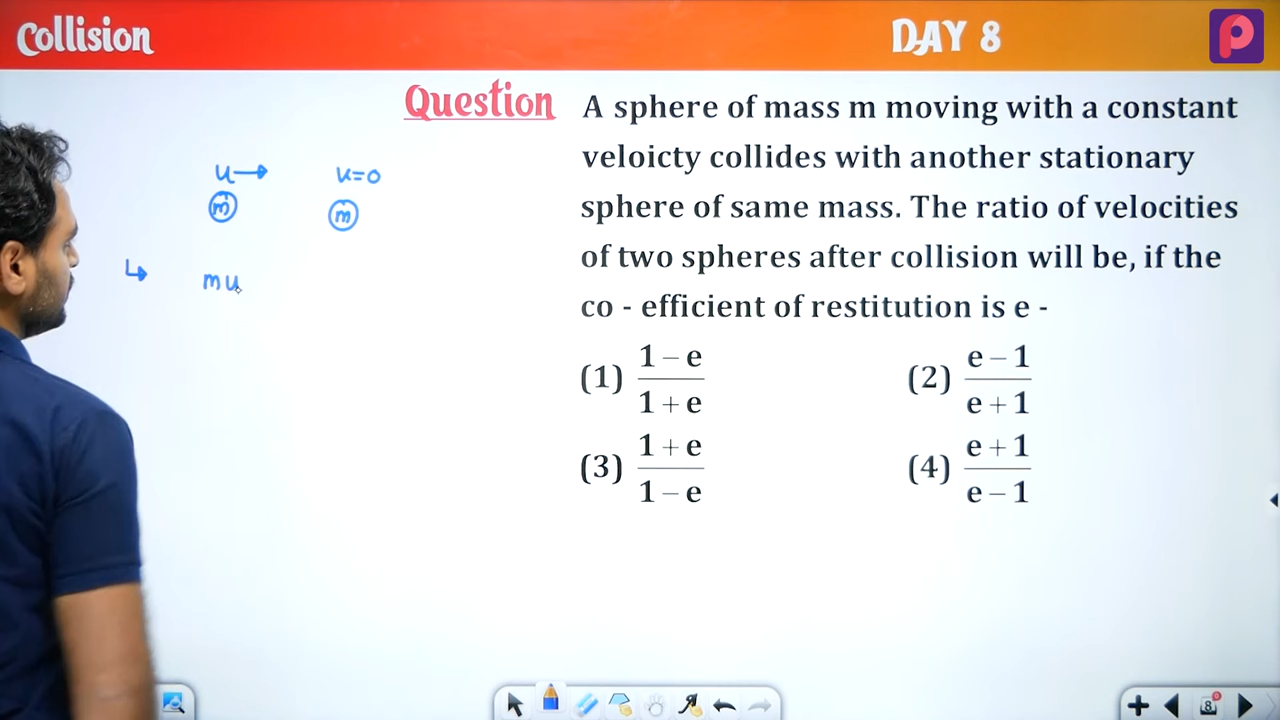 Collision
DAY 8
Question
A sphere of mass m moving with a constant
veloicty collides with another stationary
sphere of same mass. The ratio of velocities
of two spheres after collision will be, if the
co - efficient of restitution is e -
(1) 1 – e / 1 + e
(2) e – 1 / e + 1
(3) 1 + e / 1 – e
(4) e + 1 / e – 1
u→ u=0
m m
↳ mu
8